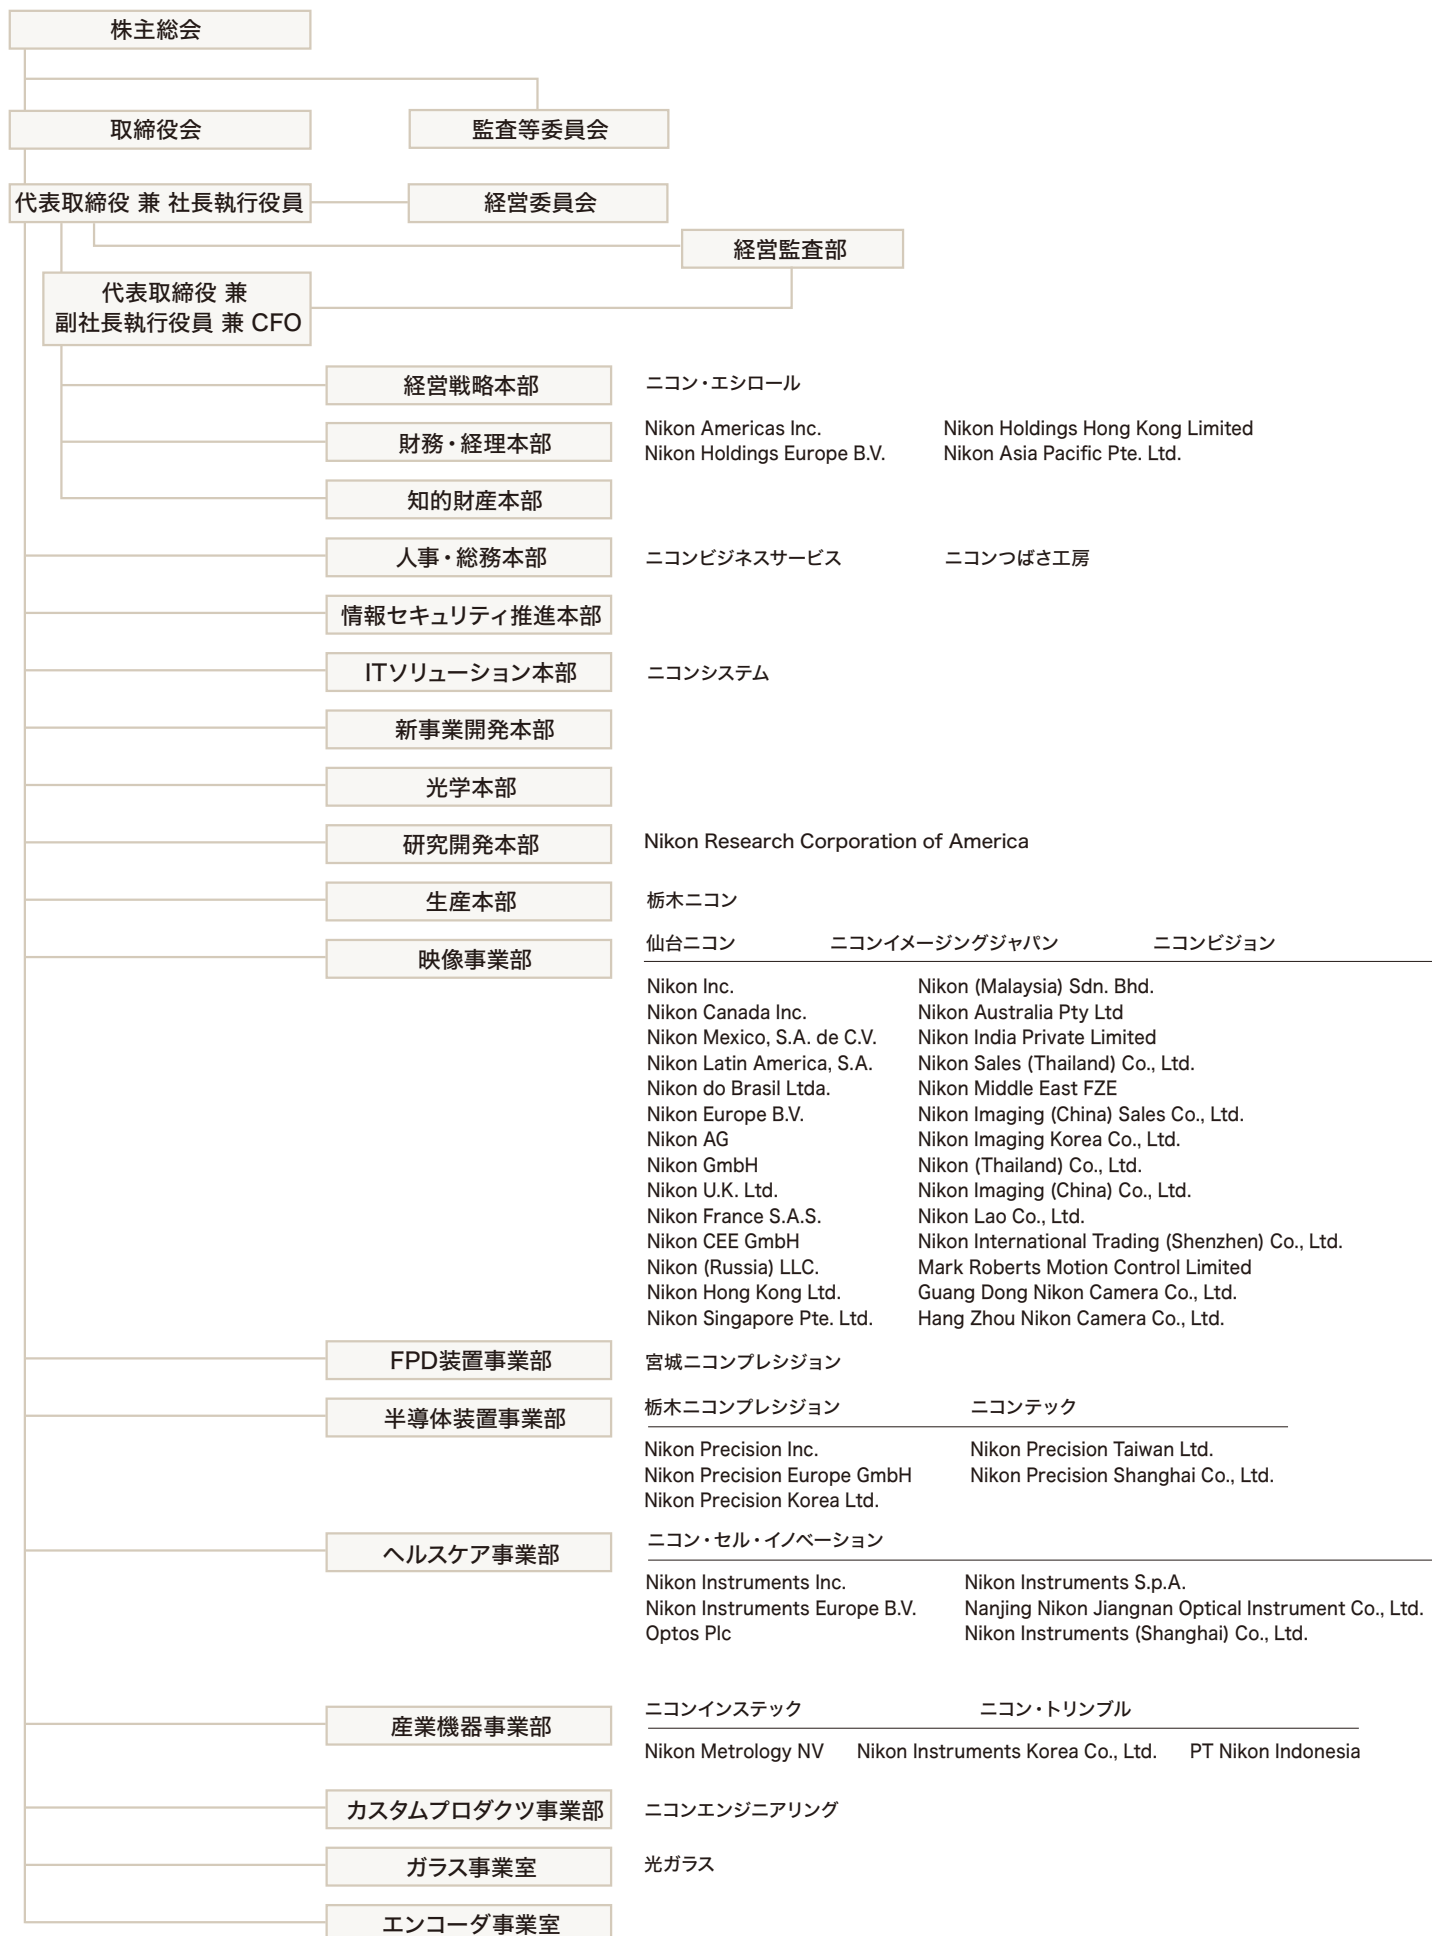 株主総会
取締役会
監査等委員会
代表取締役 兼 社長執行役員
経営委員会
経営監査部
代表取締役 兼
副社長執行役員 兼 CFO
経営戦略本部
ニコン・エシロール
財務・経理本部
Nikon Americas Inc.
Nikon Holdings Hong Kong Limited
Nikon Holdings Europe B.V.
Nikon Asia Pacific Pte. Ltd.
知的財産本部
人事・総務本部
ニコンビジネスサービス
ニコンつばさ工房
情報セキュリティ推進本部
ITソリューション本部
ニコンシステム
新事業開発本部
光学本部
研究開発本部
Nikon Research Corporation of America
生産本部
栃木ニコン
映像事業部
仙台ニコン
ニコンイメージングジャパン
ニコンビジョン
Nikon Inc.
Nikon Canada Inc.
Nikon Mexico, S.A. de C.V.
Nikon Latin America, S.A.
Nikon do Brasil Ltda.
Nikon Europe B.V.
Nikon AG
Nikon GmbH
Nikon U.K. Ltd.
Nikon France S.A.S.
Nikon CEE GmbH
Nikon (Russia) LLC.
Nikon Hong Kong Ltd.
Nikon Singapore Pte. Ltd.
Nikon (Malaysia) Sdn. Bhd.
Nikon Australia Pty Ltd
Nikon India Private Limited
Nikon Sales (Thailand) Co., Ltd.
Nikon Middle East FZE
Nikon Imaging (China) Sales Co., Ltd.
Nikon Imaging Korea Co., Ltd.
Nikon (Thailand) Co., Ltd.
Nikon Imaging (China) Co., Ltd.
Nikon Lao Co., Ltd.
Nikon International Trading (Shenzhen) Co., Ltd.
Mark Roberts Motion Control Limited
Guang Dong Nikon Camera Co., Ltd.
Hang Zhou Nikon Camera Co., Ltd.
FPD装置事業部
宮城ニコンプレシジョン
半導体装置事業部
栃木ニコンプレシジョン
ニコンテック
Nikon Precision Inc.
Nikon Precision Europe GmbH
Nikon Precision Korea Ltd.
Nikon Precision Taiwan Ltd.
Nikon Precision Shanghai Co., Ltd.
ヘルスケア事業部
ニコン・セル・イノベーション
Nikon Instruments Inc.
Nikon Instruments Europe B.V.
Optos Plc
Nikon Instruments S.p.A.
Nanjing Nikon Jiangnan Optical Instrument Co., Ltd.
Nikon Instruments (Shanghai) Co., Ltd.
産業機器事業部
ニコンインステック
ニコン・トリンブル
Nikon Metrology NV
Nikon Instruments Korea Co., Ltd.
PT Nikon Indonesia
カスタムプロダクツ事業部
ニコンエンジニアリング
ガラス事業室
光ガラス
エンコーダ事業室